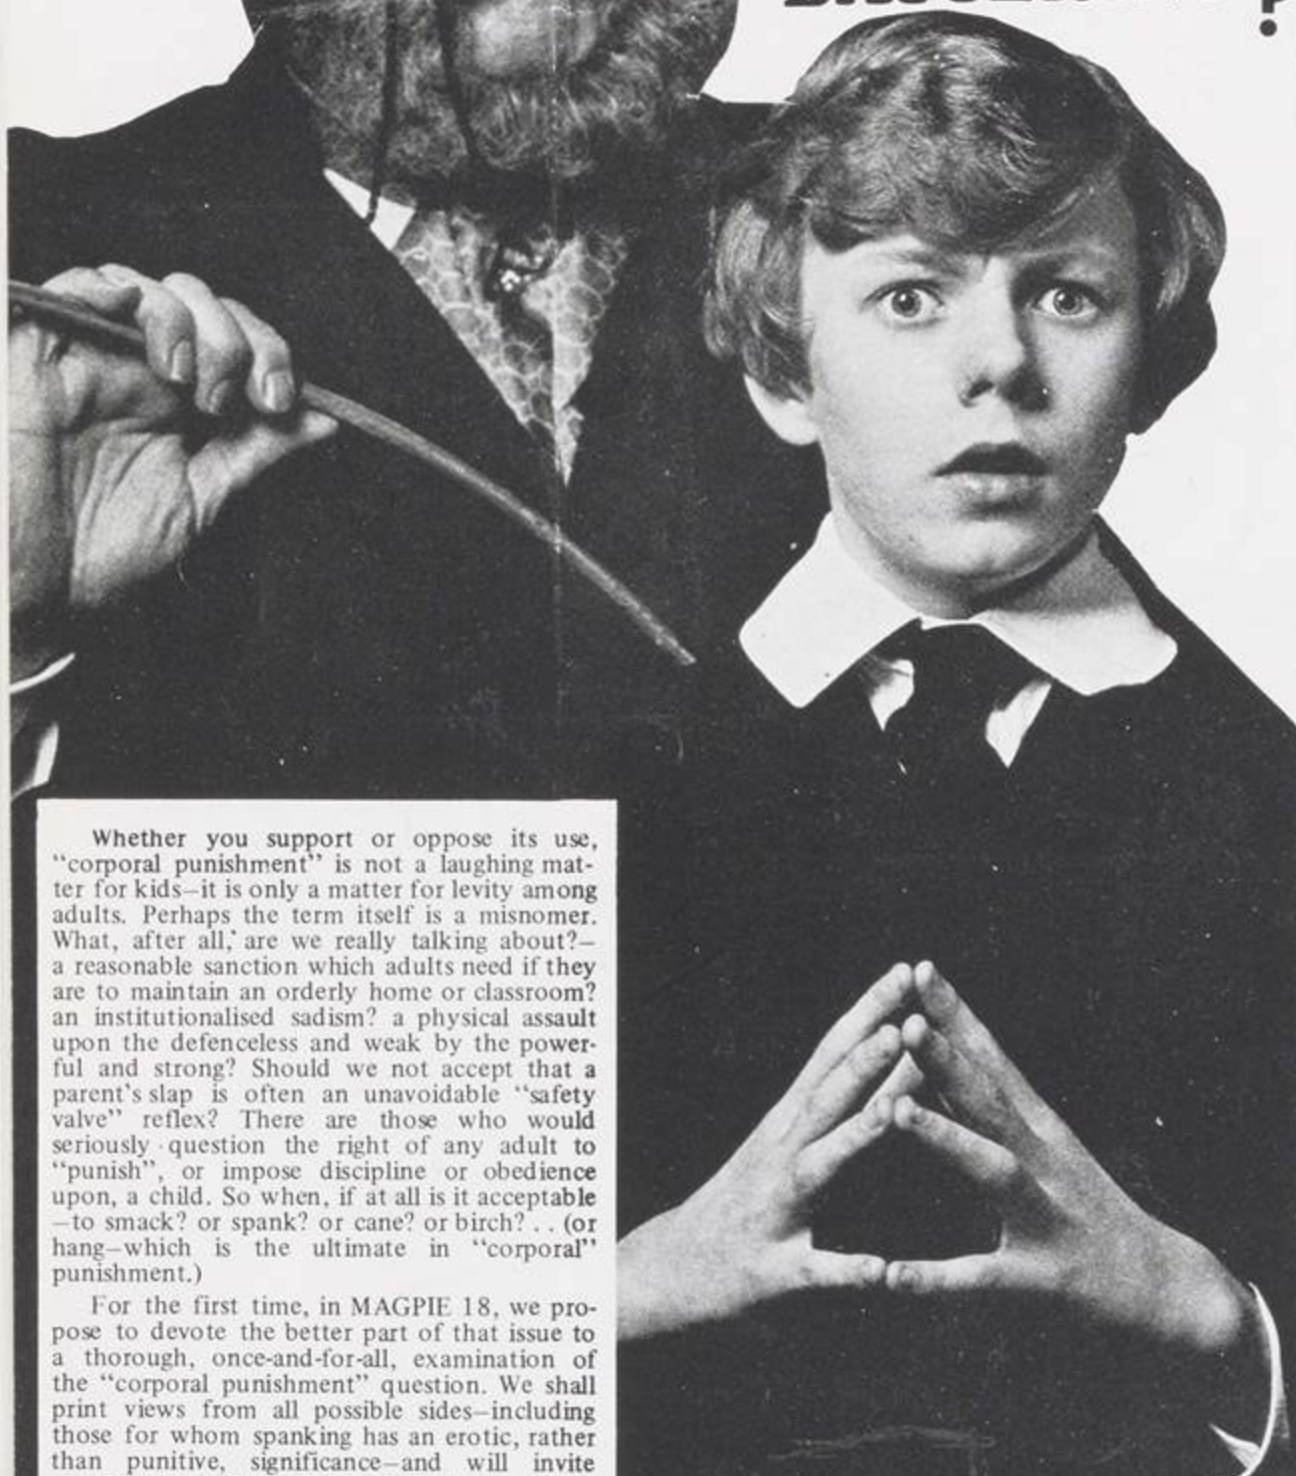 ?
Whether you support or oppose its use,
“corporal punishment” is not a laughing mat-
ter for kids—it is only a matter for levity among
adults. Perhaps the term itself is a misnomer.
What, after all, are we really talking about?—
a reasonable sanction which adults need if they
are to maintain an orderly home or classroom?
an institutionalised sadism? a physical assault
upon the defenceless and weak by the power-
ful and strong? Should we not accept that a
parent's slap is often an unavoidable “safety
valve” reflex? There are those who would
seriously question the right of any adult to
“punish”, or impose discipline or obedience
upon, a child. So when, if at all is it acceptable
—to smack? or spank? or cane? or birch? . . (or
hang—which is the ultimate in “corporal”
punishment.)
For the first time, in MAGPIE 18, we pro-
pose to devote the better part of that issue to
a thorough, once-and-for-all, examination of
the “corporal punishment” question. We shall
print views from all possible sides—including
those for whom spanking has an erotic, rather
than punitive, significance—and will invite